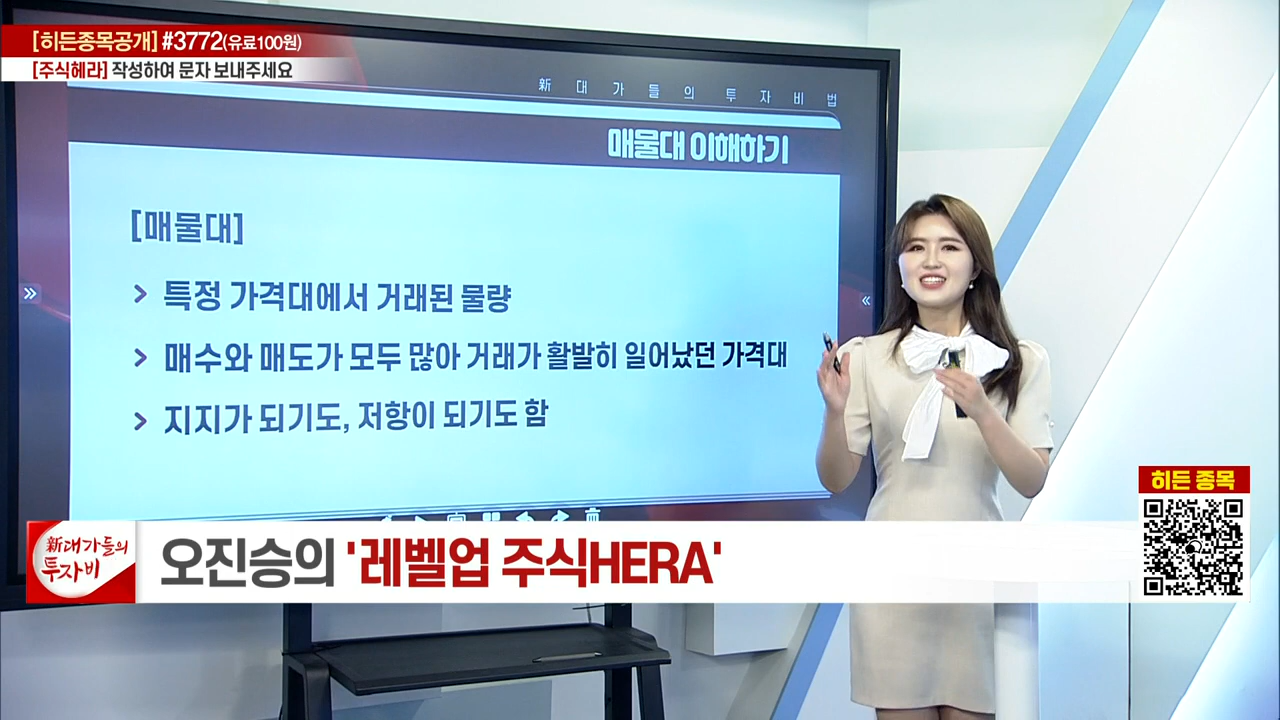 [히든종목공개] #3772(유료100원)
[주식헤라] 작성하여 문자 보내주세요
新 대 가 들 의 투 자 비 법
매물대 이해하기
[매물대]
» 
> 특정 가격대에서 거래된 물량
«
> 매수와 매도가 모두 많아 거래가 활발히 일어났던 가격대
> 지지가 되기도, 저항이 되기도 함
히든 종목
新대가들의
투자비
오진승의 '레벨업 주식HERA'